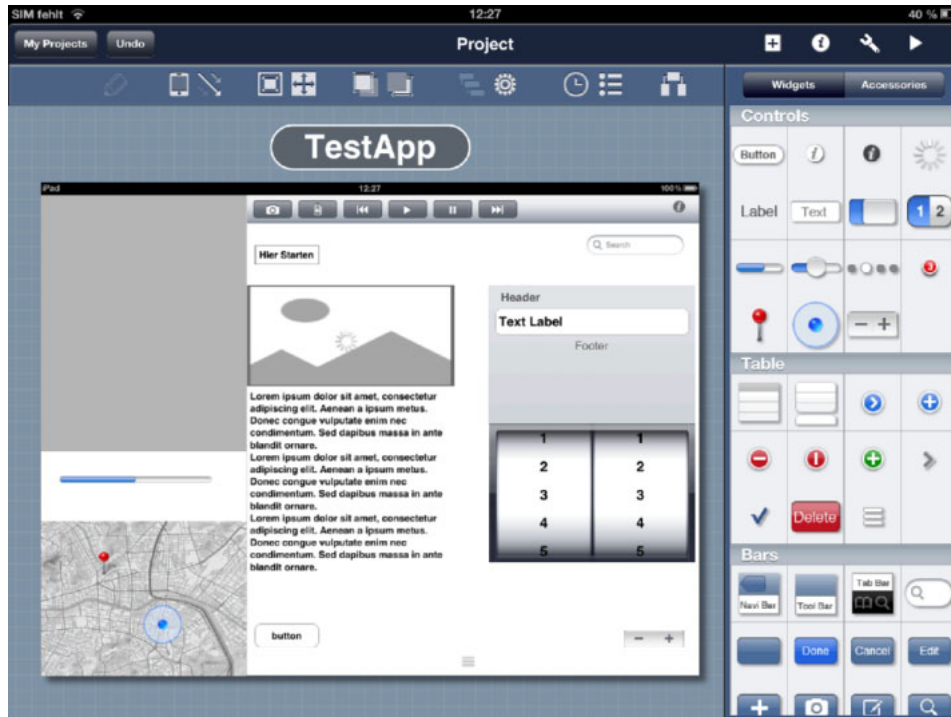 SIM fehlt 12:27 40 %
My Projects Undo Project
Widgets Accessories
TestApp
Controls
Button
Label Text 1 2
3
Table
Delete
Bars
Navi Bar Tool Bar Tab Bar
Done Cancel Edit
iPad 12:27 100%
Hier Starten
Search
Header
Text Label
Footer
Lorem ipsum dolor sit amet, consectetur
adipiscing elit. Aenean a ipsum metus.
Donec congue vulputate enim nec
condimentum. Sed dapibus massa in ante
blandit ornare.
Lorem ipsum dolor sit amet, consectetur
adipiscing elit. Aenean a ipsum metus.
Donec congue vulputate enim nec
condimentum. Sed dapibus massa in ante
blandit ornare.
Lorem ipsum dolor sit amet, consectetur
adipiscing elit. Aenean a ipsum metus.
Donec congue vulputate enim nec
condimentum. Sed dapibus massa in ante
blandit ornare.
1 1
2 2
3 3
4 4
5 5
button